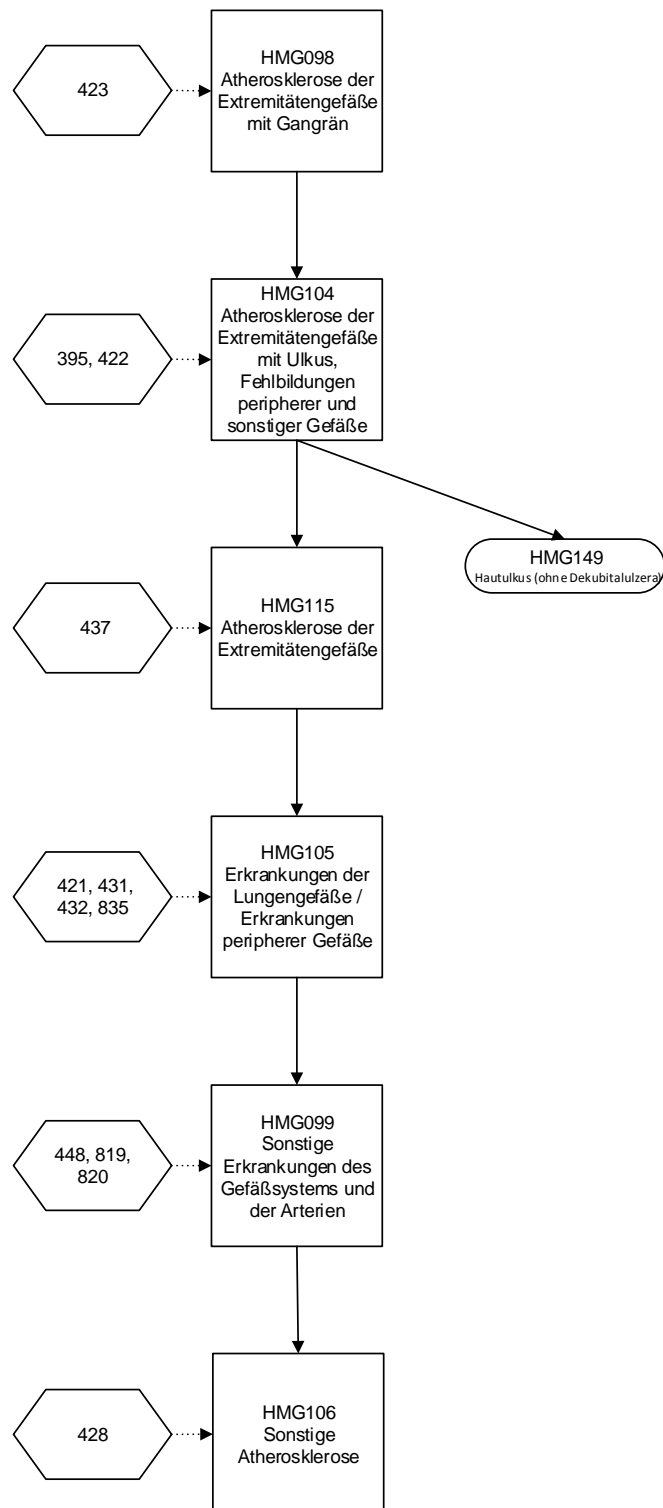 423
HMG098
Atherosklerose der
Extremitätengefäße
mit Gangrän
395, 422
HMG104
Atherosklerose der
Extremitätengefäße
mit Ulkus,
Fehlbildungen
peripherer und
sonstiger Gefäße
HMG149
Hautulkus (ohne Dekubitalulzera)
437
HMG115
Atherosklerose der
Extremitätengefäße
421, 431,
432, 835
HMG105
Erkrankungen der
Lungengefäße /
Erkrankungen
peripherer Gefäße
448, 819,
820
HMG099
Sonstige
Erkrankungen des
Gefäßsystems und
der Arterien
428
HMG106
Sonstige
Atherosklerose